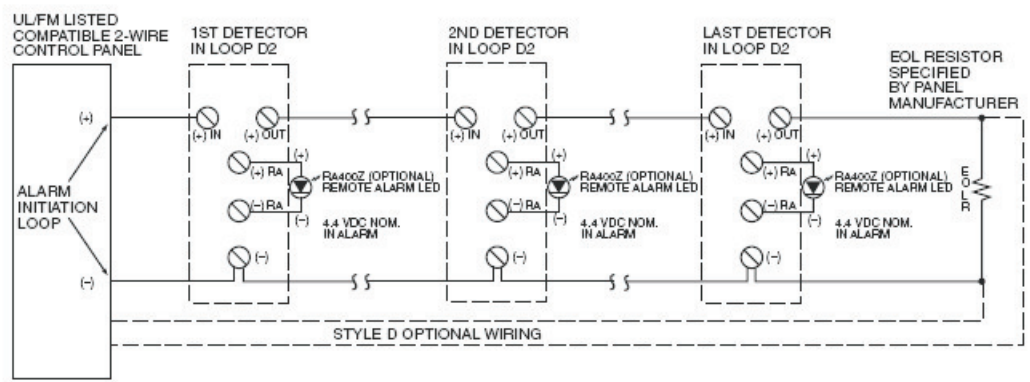 UL/FM LISTED
COMPATIBLE 2-WIRE
CONTROL PANEL
1ST DETECTOR
IN LOOP D2
2ND DETECTOR
IN LOOP D2
LAST DETECTOR
IN LOOP D2
EOL RESISTOR
SPECIFIED
BY PANEL
MANUFACTURER
(+)
(+) IN
(+) OUT
(+) IN
(+) OUT
(+) IN
(+) OUT
(+)
(+) RA
RA400Z (OPTIONAL)
REMOTE ALARM LED
(–) RA
(–)
4.4 VDC NOM.
IN ALARM
(+)
(+) RA
RA400Z (OPTIONAL)
REMOTE ALARM LED
(–) RA
(–)
4.4 VDC NOM.
IN ALARM
(+)
(+) RA
RA400Z (OPTIONAL)
REMOTE ALARM LED
(–) RA
(–)
4.4 VDC NOM.
IN ALARM
EOLR
ALARM
INITIATION
LOOP
(–)
(–)
(–)
(–)
STYLE D OPTIONAL WIRING